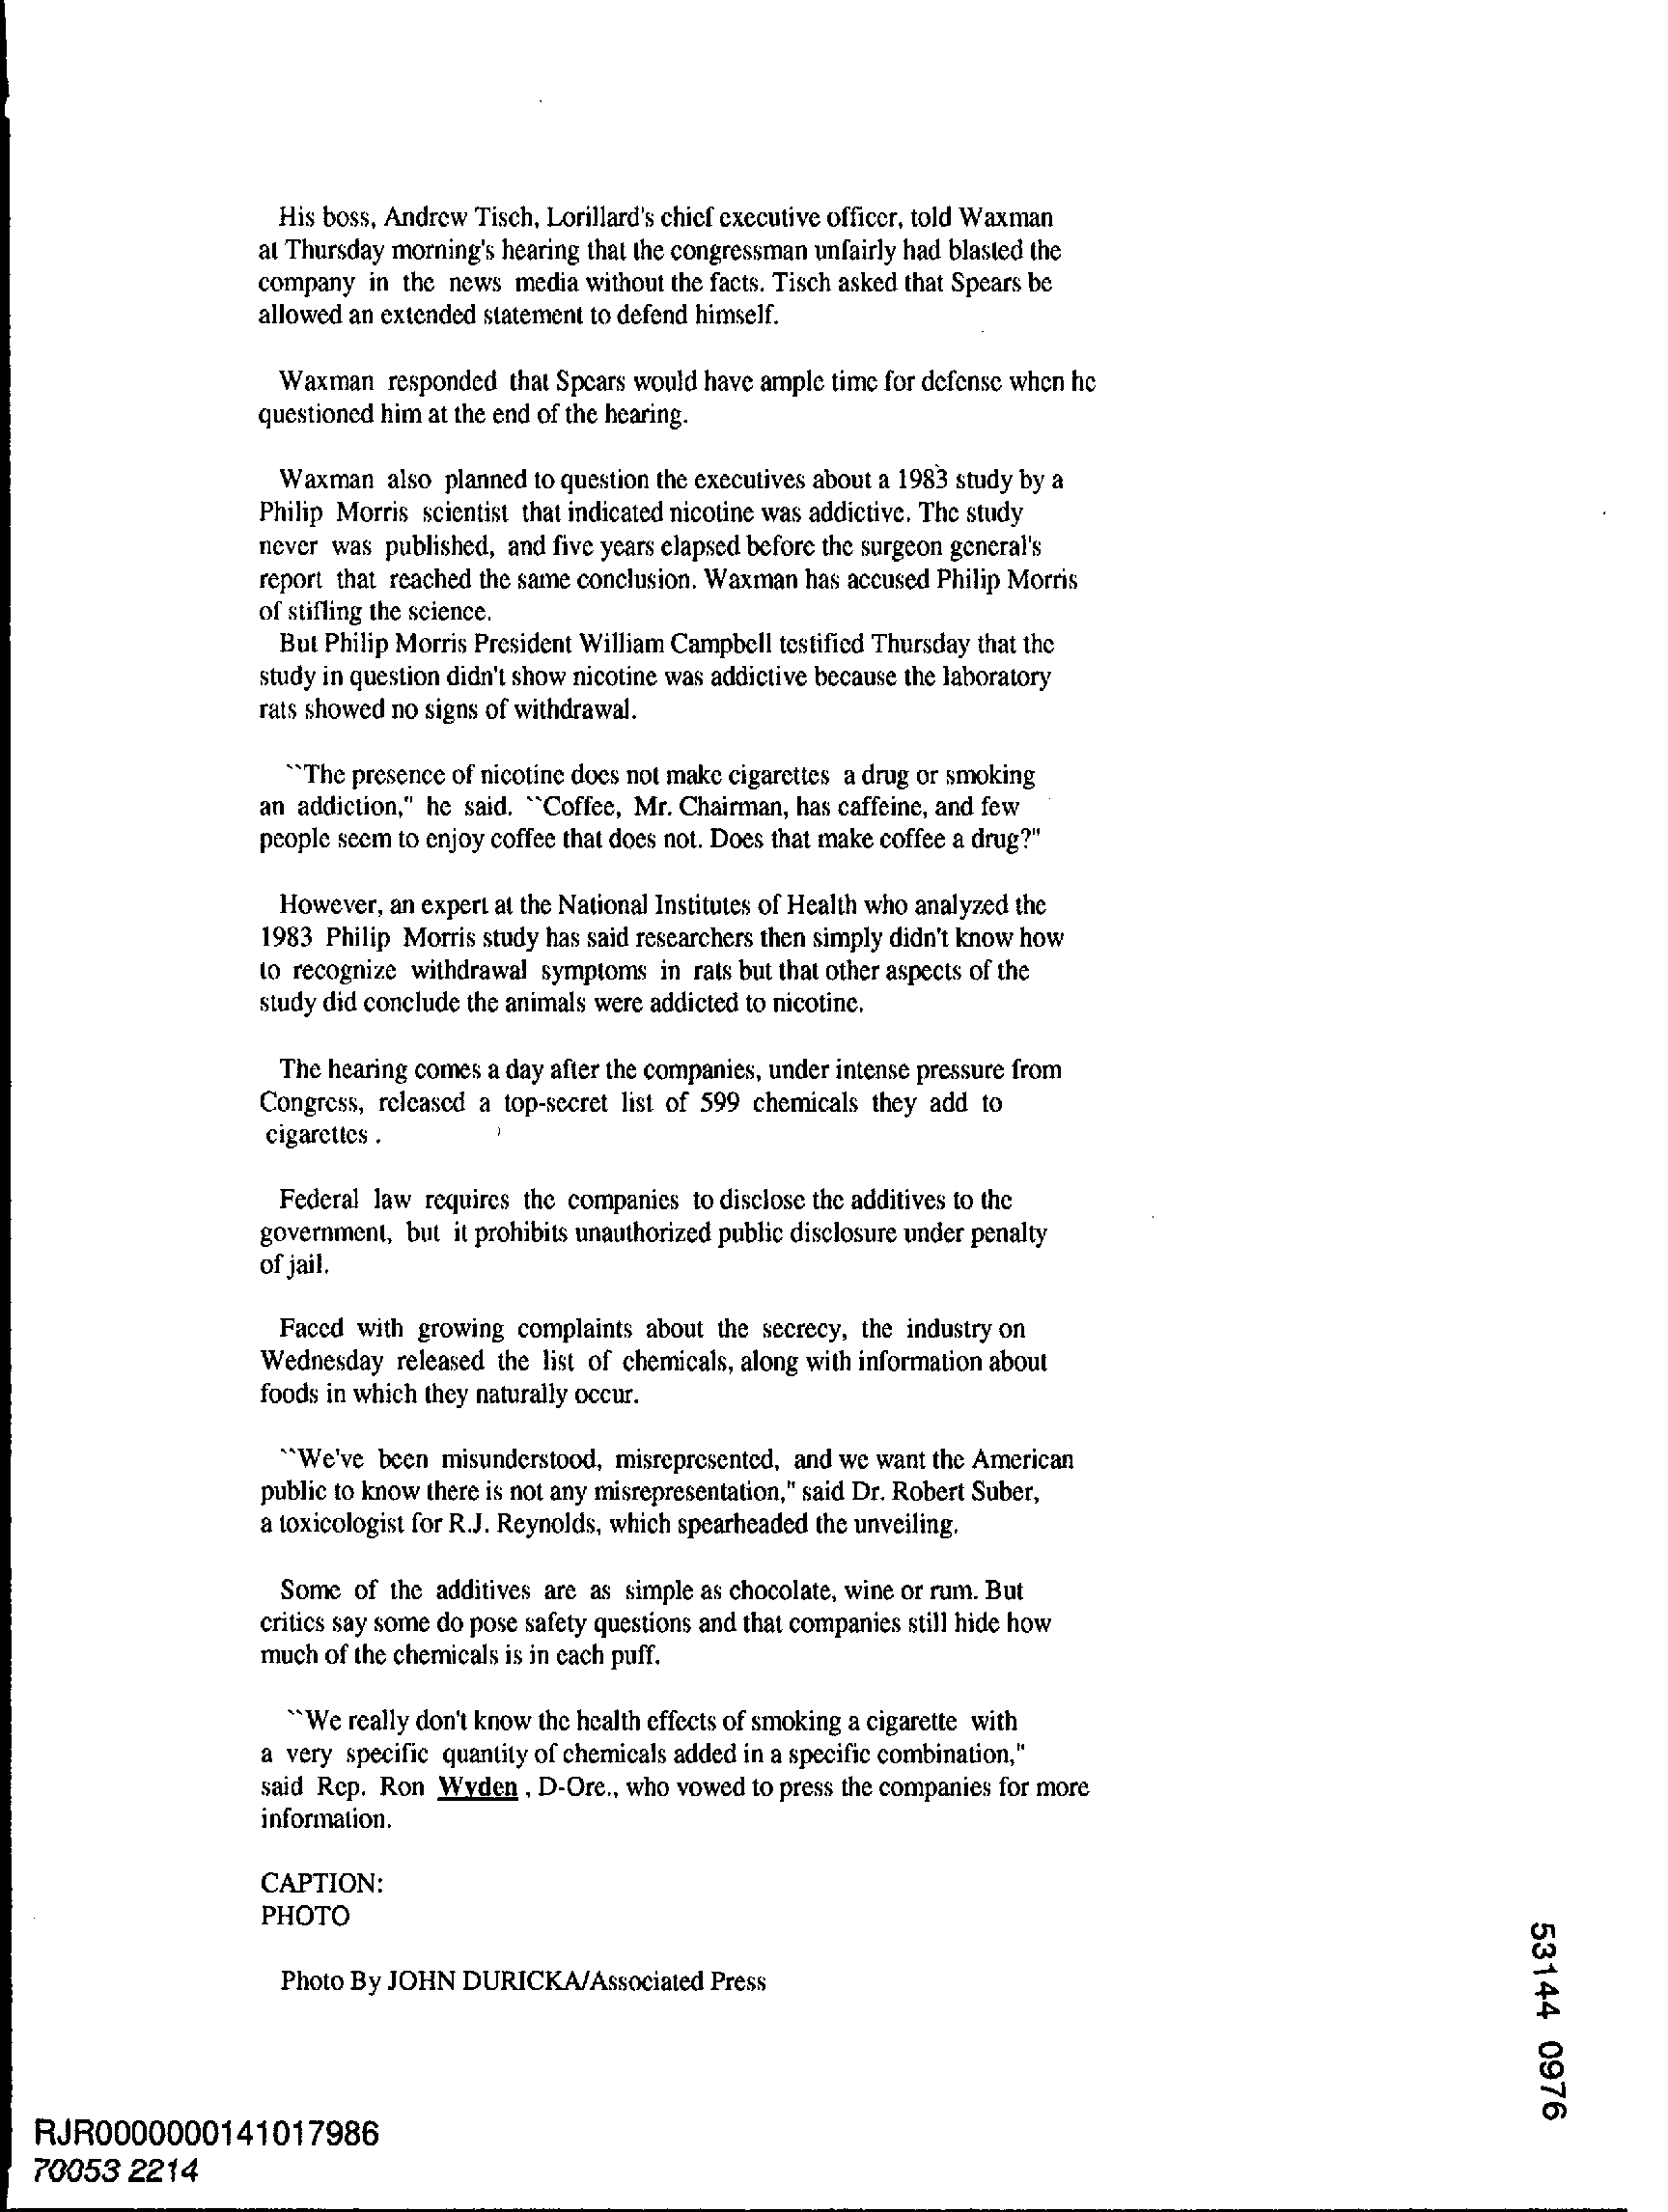 His boss, Andrew Tisch, Lorillard's chief executive officer, told Waxman
at Thursday morning's hearing that the congressman unfairly had blasted the
company in the news media without the facts. Tisch asked that Spears be
allowed an extended statement to defend himself.
Waxman responded that Spears would have ample time for defense when he
questioned him at the end of the hearing.
Waxman also planned to question the executives about a 1983 study by a
Philip Morris scientist that indicated nicotine was addictive. The study
never was published, and five years elapsed before the surgeon general's
report that reached the same conclusion. Waxman has accused Philip Morris
of stifling the science.
But Philip Morris President William Campbell testified Thursday that the
study in question didn't show nicotine was addictive because the laboratory
rats showed no signs of withdrawal.
``The presence of nicotine does not make cigarettes a drug or smoking
an addiction,'' he said. ``Coffee, Mr. Chairman, has caffeine, and few
people seem to enjoy coffee that does not. Does that make coffee a drug?''
However, an expert at the National Institutes of Health who analyzed the
1983 Philip Morris study has said researchers then simply didn't know how
to recognize withdrawal symptoms in rats but that other aspects of the
study did conclude the animals were addicted to nicotine.
The hearing comes a day after the companies, under intense pressure from
Congress, released a top-secret list of 599 chemicals they add to
cigarettes .
Federal law requires the companies to disclose the additives to the
government, but it prohibits unauthorized public disclosure under penalty
of jail.
Faced with growing complaints about the secrecy, the industry on
Wednesday released the list of chemicals, along with information about
foods in which they naturally occur.
``We've been misunderstood, misrepresented, and we want the American
public to know there is not any misrepresentation,'' said Dr. Robert Suber,
a toxicologist for R.J. Reynolds, which spearheaded the unveiling.
Some of the additives are as simple as chocolate, wine or rum. But
critics say some do pose safety questions and that companies still hide how
much of the chemicals is in each puff.
``We really don't know the health effects of smoking a cigarette with
a very specific quantity of chemicals added in a specific combination,''
said Rep. Ron Wyden , D-Ore., who vowed to press the companies for more
information.
CAPTION:
PHOTO
Photo By JOHN DURICKA/Associated Press
53144 0976
RJR0000000141017986
70053 2214